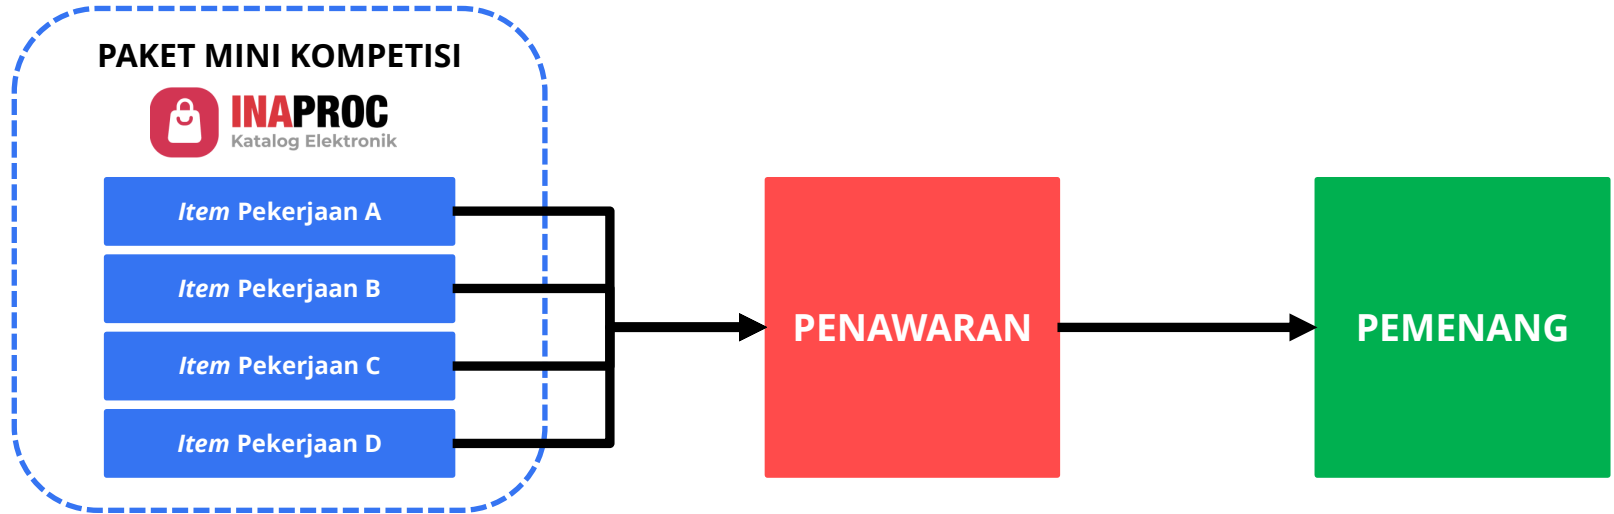 PAKET MINI KOMPETISI
INAPROC
Katalog Elektronik
Item Pekerjaan A
Item Pekerjaan B
Item Pekerjaan C
Item Pekerjaan D
PENAWARAN
PEMENANG